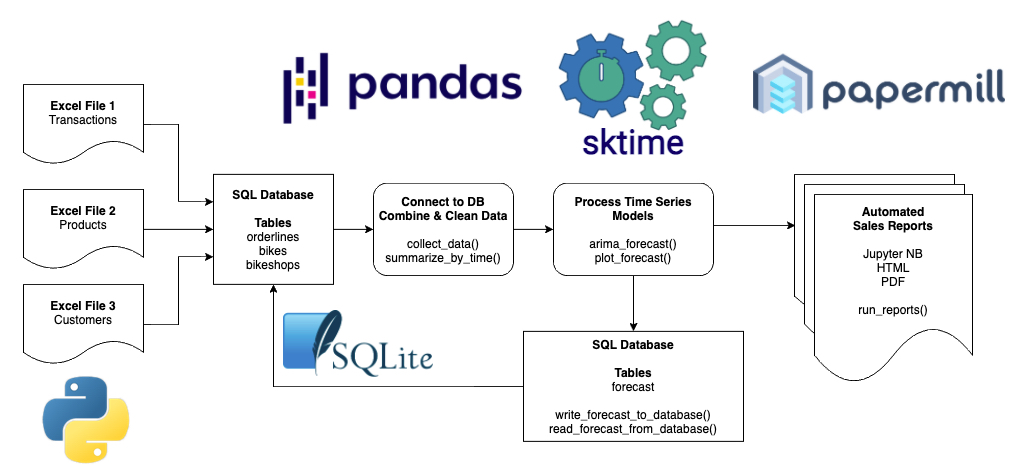 pandas
sktime
papermill
Excel File 1
Transactions
Excel File 2
Products
Excel File 3
Customers
SQL Database
Tables
orderlines
bikes
bikeshops
Connect to DB
Combine & Clean Data
collect_data()
summarize_by_time()
Process Time Series
Models
arima_forecast()
plot_forecast()
Automated
Sales Reports
Jupyter NB
HTML
PDF
run_reports()
SQLite
SQL Database
Tables
forecast
write_forecast_to_database()
read_forecast_from_database()